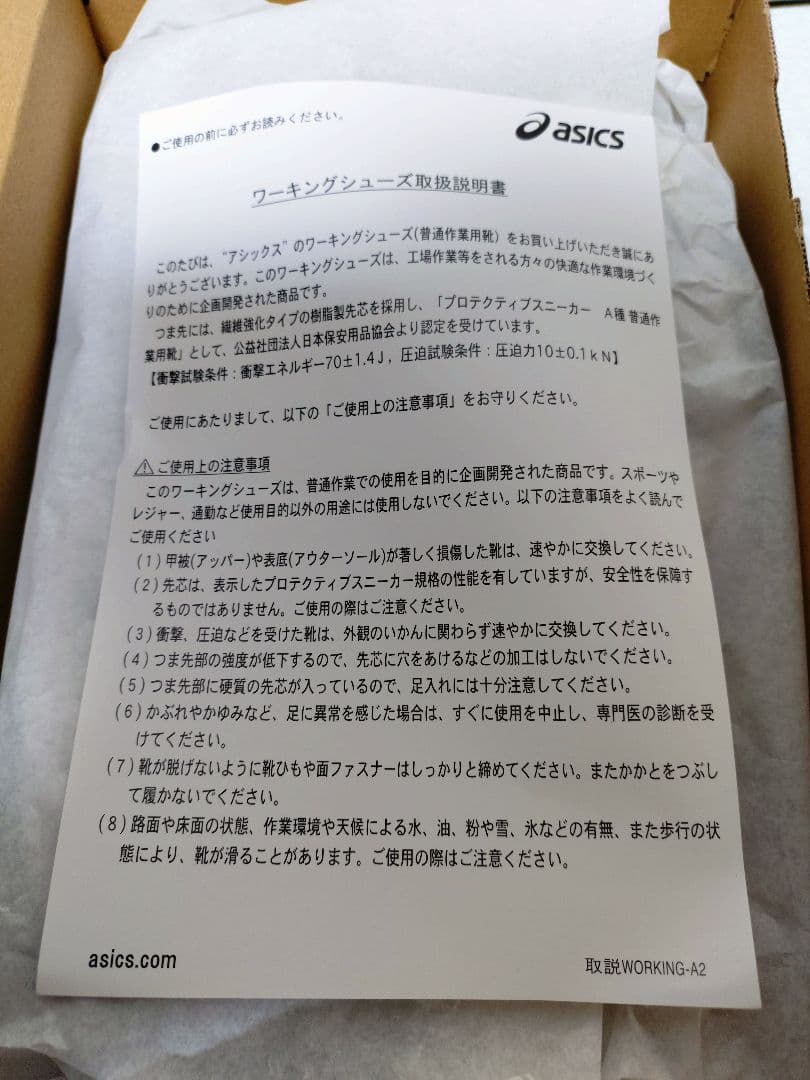 ●ご使用の前に必ずお読みください。
asics
ワーキングシューズ取扱説明書
このたびは、“アシックス”のワーキングシューズ(普通作業用靴)をお買い上げいただき誠にあ
りがとうございます。このワーキングシューズは、工場作業等をされる方々の快適な作業環境づく
りのために企画開発された商品です。
つま先には、繊維強化タイプの樹脂製先芯を採用し、「プロテクティブスニーカー　A種 普通作
業用靴」として、公益社団法人日本保安用品協会より認定を受けています。
【衝撃試験条件：衝撃エネルギー70±1.4J，圧迫試験条件：圧迫力10±0.1kN】
ご使用にあたりまして、以下の「ご使用上の注意事項」をお守りください。
⚠ご使用上の注意事項
このワーキングシューズは、普通作業での使用を目的に企画開発された商品です。スポーツや
レジャー、通勤など使用目的以外の用途には使用しないでください。以下の注意事項をよく読んで
ご使用ください
(1)甲被(アッパー)や表底(アウターソール)が著しく損傷した靴は、速やかに交換してください。
(2)先芯は、表示したプロテクティブスニーカー規格の性能を有していますが、安全性を保障す
るものではありません。ご使用の際はご注意ください。
(3)衝撃、圧迫などを受けた靴は、外観のいかんに関わらず速やかに交換してください。
(4)つま先部の強度が低下するので、先芯に穴をあけるなどの加工はしないでください。
(5)つま先部に硬質の先芯が入っているので、足入れには十分注意してください。
(6)かぶれやかゆみなど、足に異常を感じた場合は、すぐに使用を中止し、専門医の診断を受
けてください。
(7)靴が脱げないように靴ひもや面ファスナーはしっかりと締めてください。またかかとをつぶし
て履かないでください。
(8)路面や床面の状態、作業環境や天候による水、油、粉や雪、氷などの有無、また歩行の状
態により、靴が滑ることがあります。ご使用の際はご注意ください。
asics.com
取説WORKING-A2